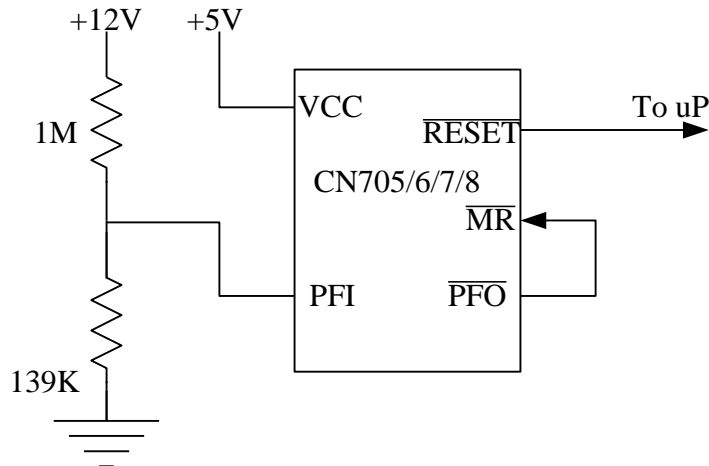 +12V
+5V
VCC
RESET
To uP
1M
CN705/6/7/8
MR
PFI
PFO
139K